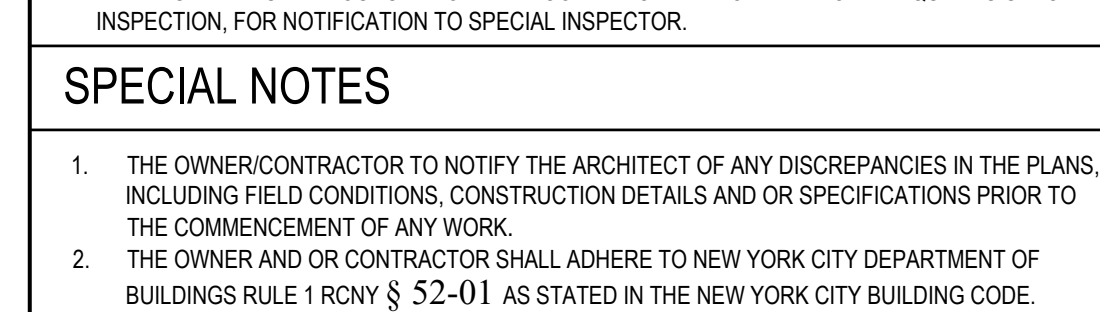 INSPECTION, FOR NOTIFICATION TO SPECIAL INSPECTOR.
SPECIAL NOTES
1. THE OWNER/CONTRACTOR TO NOTIFY THE ARCHITECT OF ANY DISCREPANCIES IN THE PLANS,
INCLUDING FIELD CONDITIONS, CONSTRUCTION DETAILS AND OR SPECIFICATIONS PRIOR TO
THE COMMENCEMENT OF ANY WORK.
2. THE OWNER AND OR CONTRACTOR SHALL ADHERE TO NEW YORK CITY DEPARTMENT OF
BUILDINGS RULE 1 RCNY § 52-01 AS STATED IN THE NEW YORK CITY BUILDING CODE.